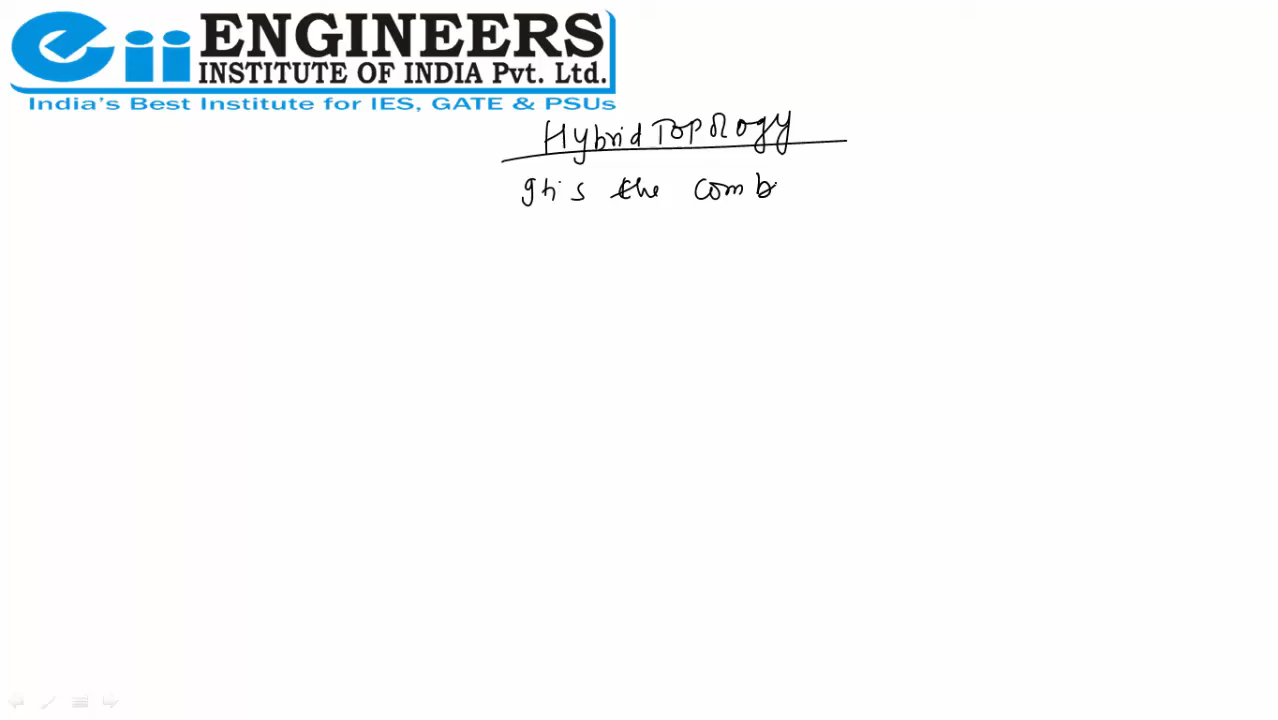 eii ENGINEERS
INSTITUTE OF INDIA Pvt. Ltd.
India's Best Institute for IES, GATE & PSUs
Hybrid Topology
It is the comb